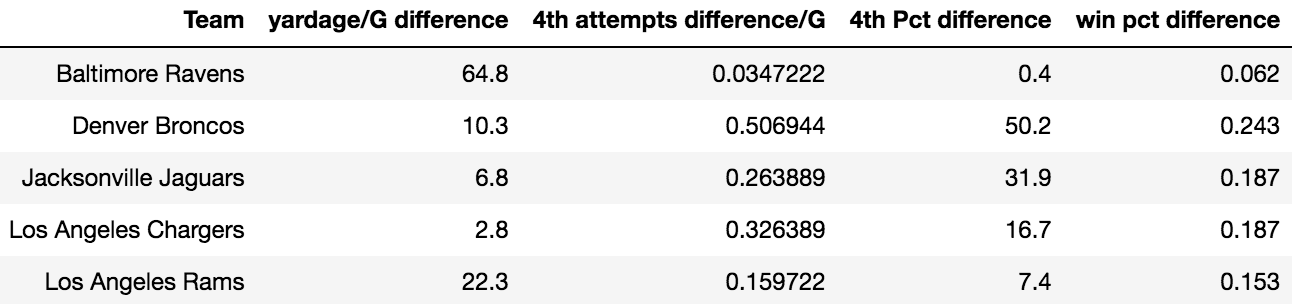 Team yardage/G difference 4th attempts difference/G 4th Pct difference win pct difference
Baltimore Ravens 64.8 0.0347222 0.4 0.062
Denver Broncos 10.3 0.506944 50.2 0.243
Jacksonville Jaguars 6.8 0.263889 31.9 0.187
Los Angeles Chargers 2.8 0.326389 16.7 0.187
Los Angeles Rams 22.3 0.159722 7.4 0.153